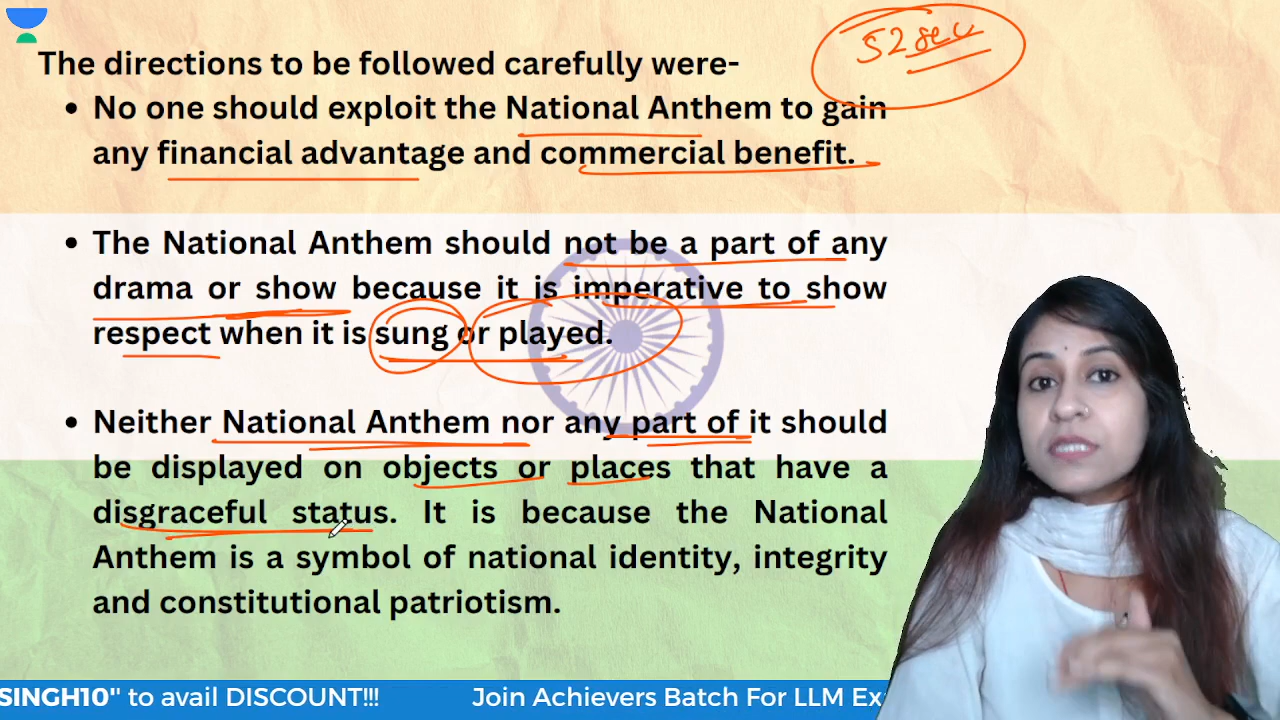 52 sec
The directions to be followed carefully were-
• No one should exploit the National Anthem to gain
any financial advantage and commercial benefit.
• The National Anthem should not be a part of any
drama or show because it is imperative to show
respect when it is sung or played.
• Neither National Anthem nor any part of it should
be displayed on objects or places that have a
disgraceful status. It is because the National
Anthem is a symbol of national identity, integrity
and constitutional patriotism.
SINGH10" to avail DISCOUNT!!! Join Achievers Batch For LLM Exa